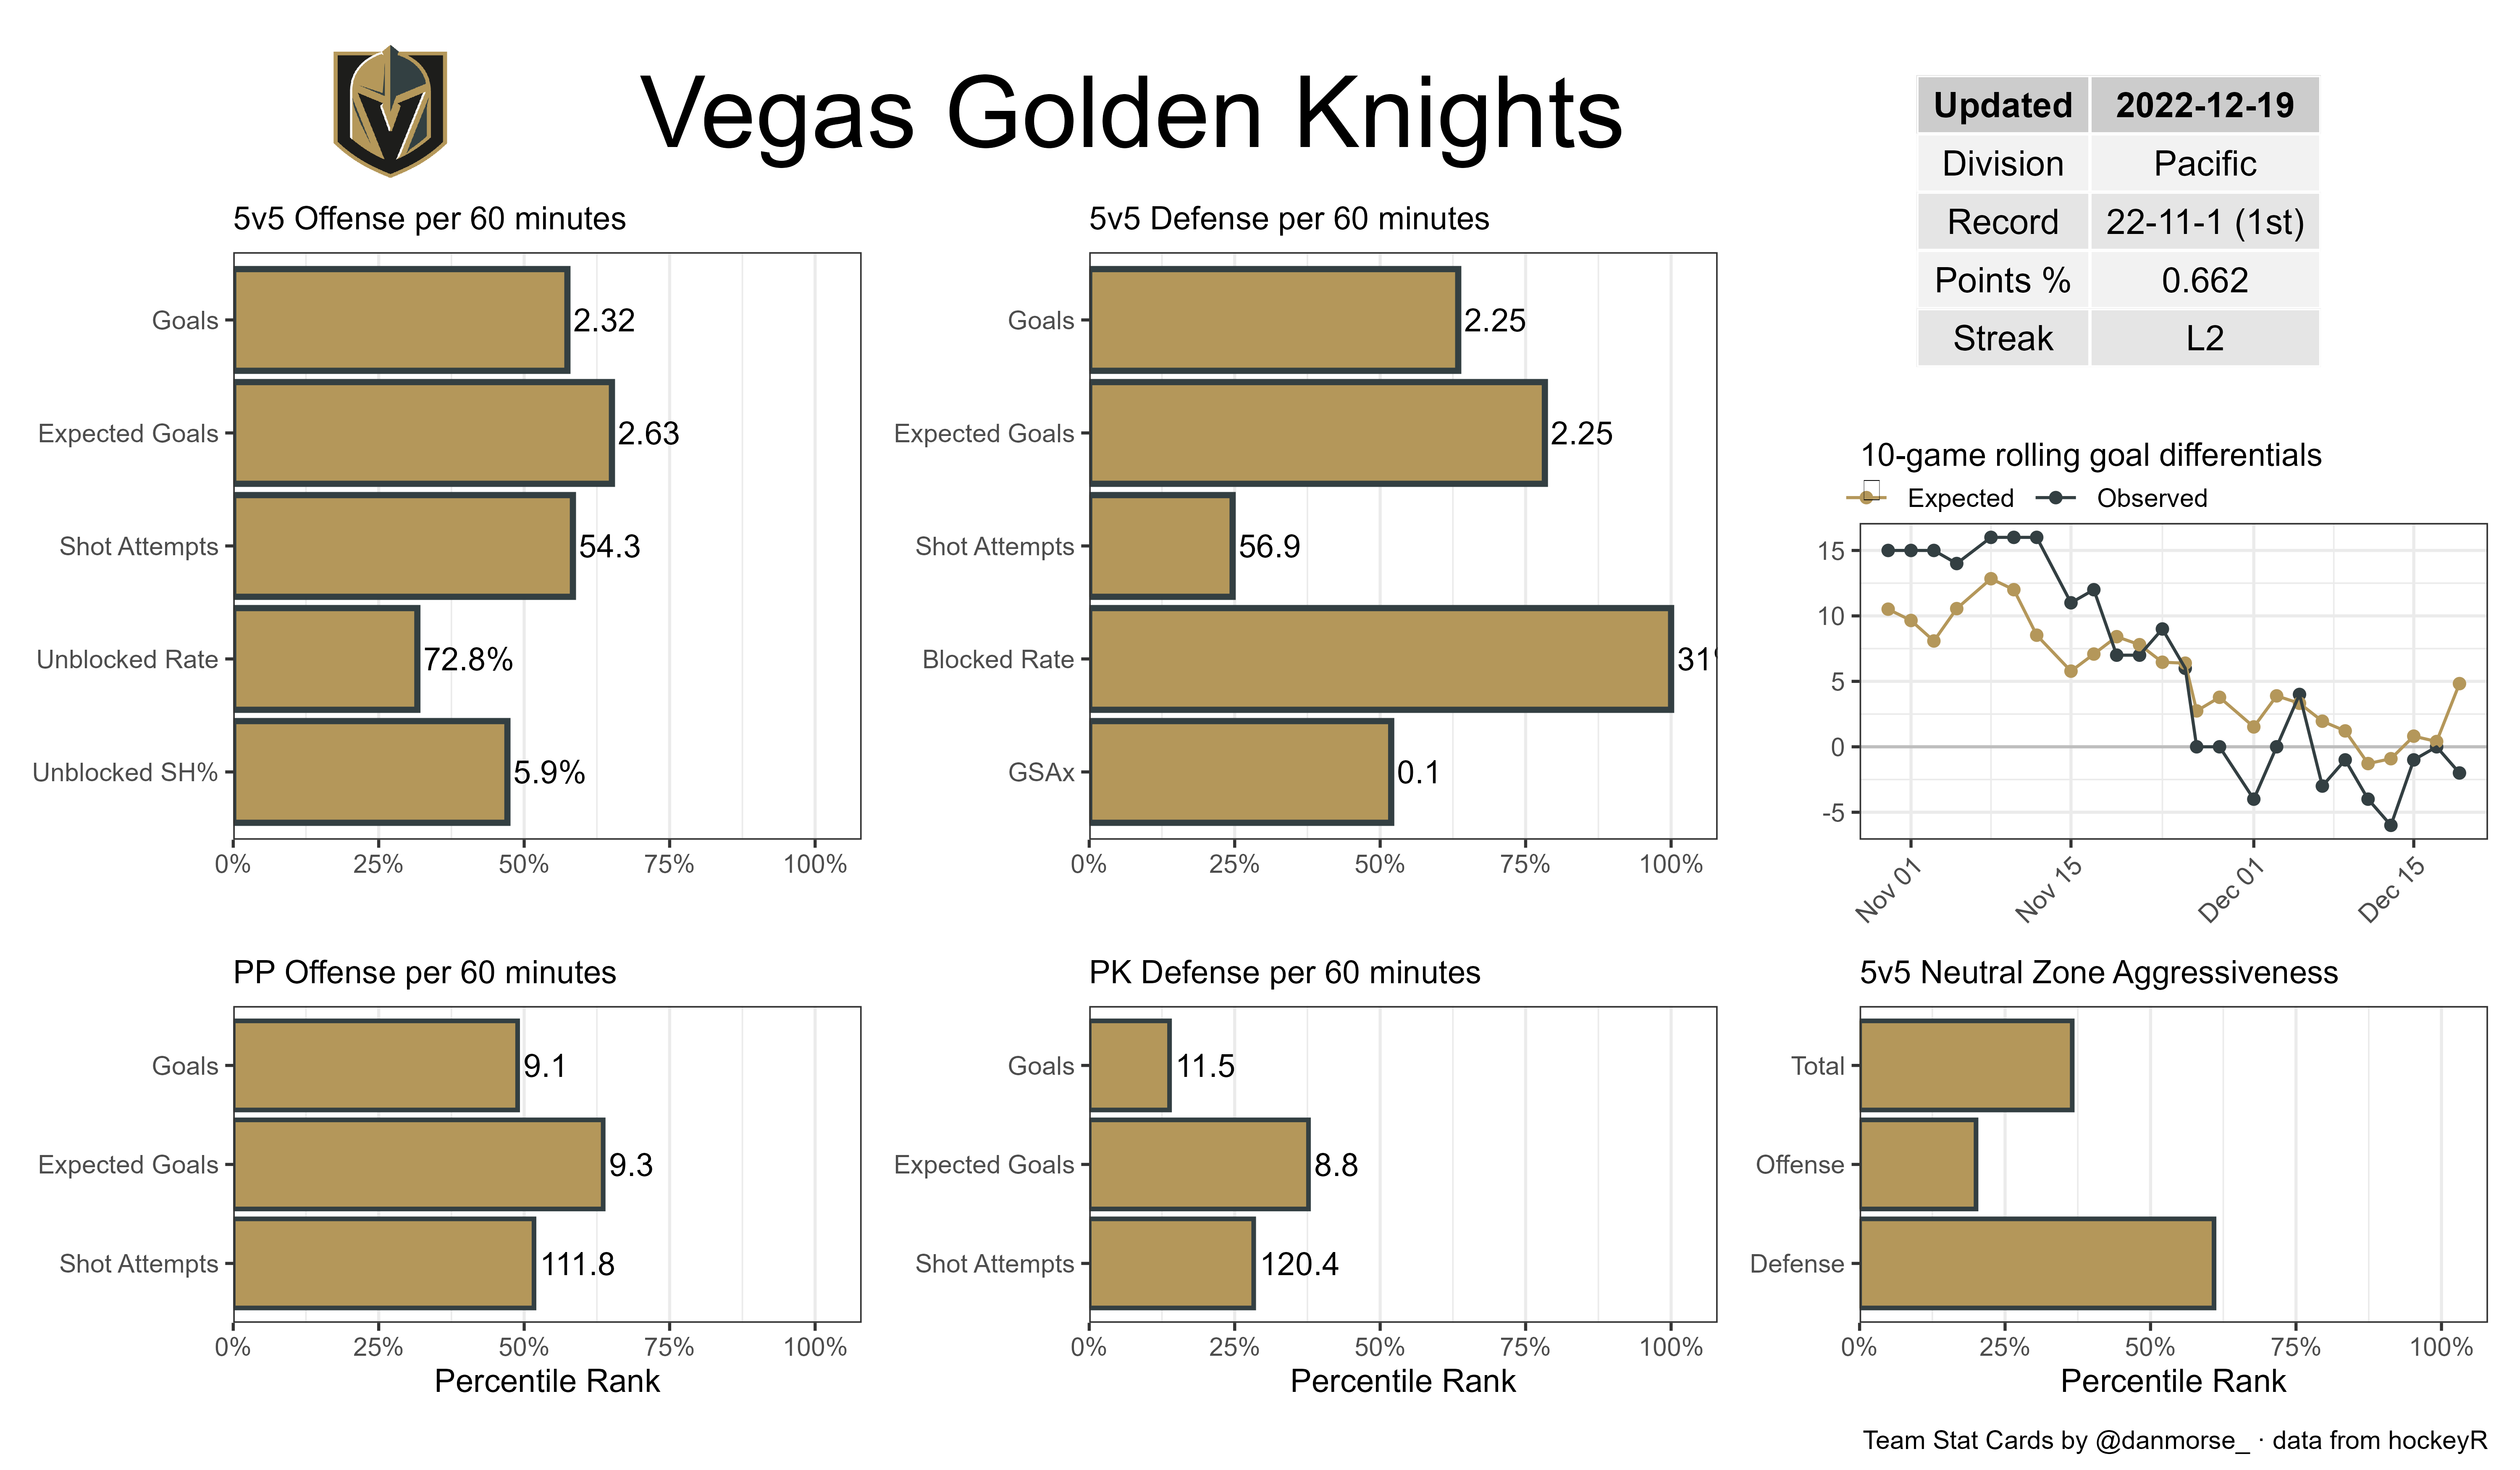 Vegas Golden Knights
Updated 2022-12-19
Division Pacific
Record 22-11-1 (1st)
Points % 0.662
Streak L2
5v5 Offense per 60 minutes
Goals 2.32
Expected Goals 2.63
Shot Attempts 54.3
Unblocked Rate 72.8%
Unblocked SH% 5.9%
0% 25% 50% 75% 100%
5v5 Defense per 60 minutes
Goals 2.25
Expected Goals 2.25
Shot Attempts 56.9
Blocked Rate 31%
GSAx 0.1
0% 25% 50% 75% 100%
10-game rolling goal differentials
Expected Observed
15
10
5
0
-5
Nov 01 Nov 15 Dec 01 Dec 15
PP Offense per 60 minutes
Goals 9.1
Expected Goals 9.3
Shot Attempts 111.8
0% 25% 50% 75% 100%
Percentile Rank
PK Defense per 60 minutes
Goals 11.5
Expected Goals 8.8
Shot Attempts 120.4
0% 25% 50% 75% 100%
Percentile Rank
5v5 Neutral Zone Aggressiveness
Total
Offense
Defense
0% 25% 50% 75% 100%
Percentile Rank
Team Stat Cards by @danmorse_ · data from hockeyR